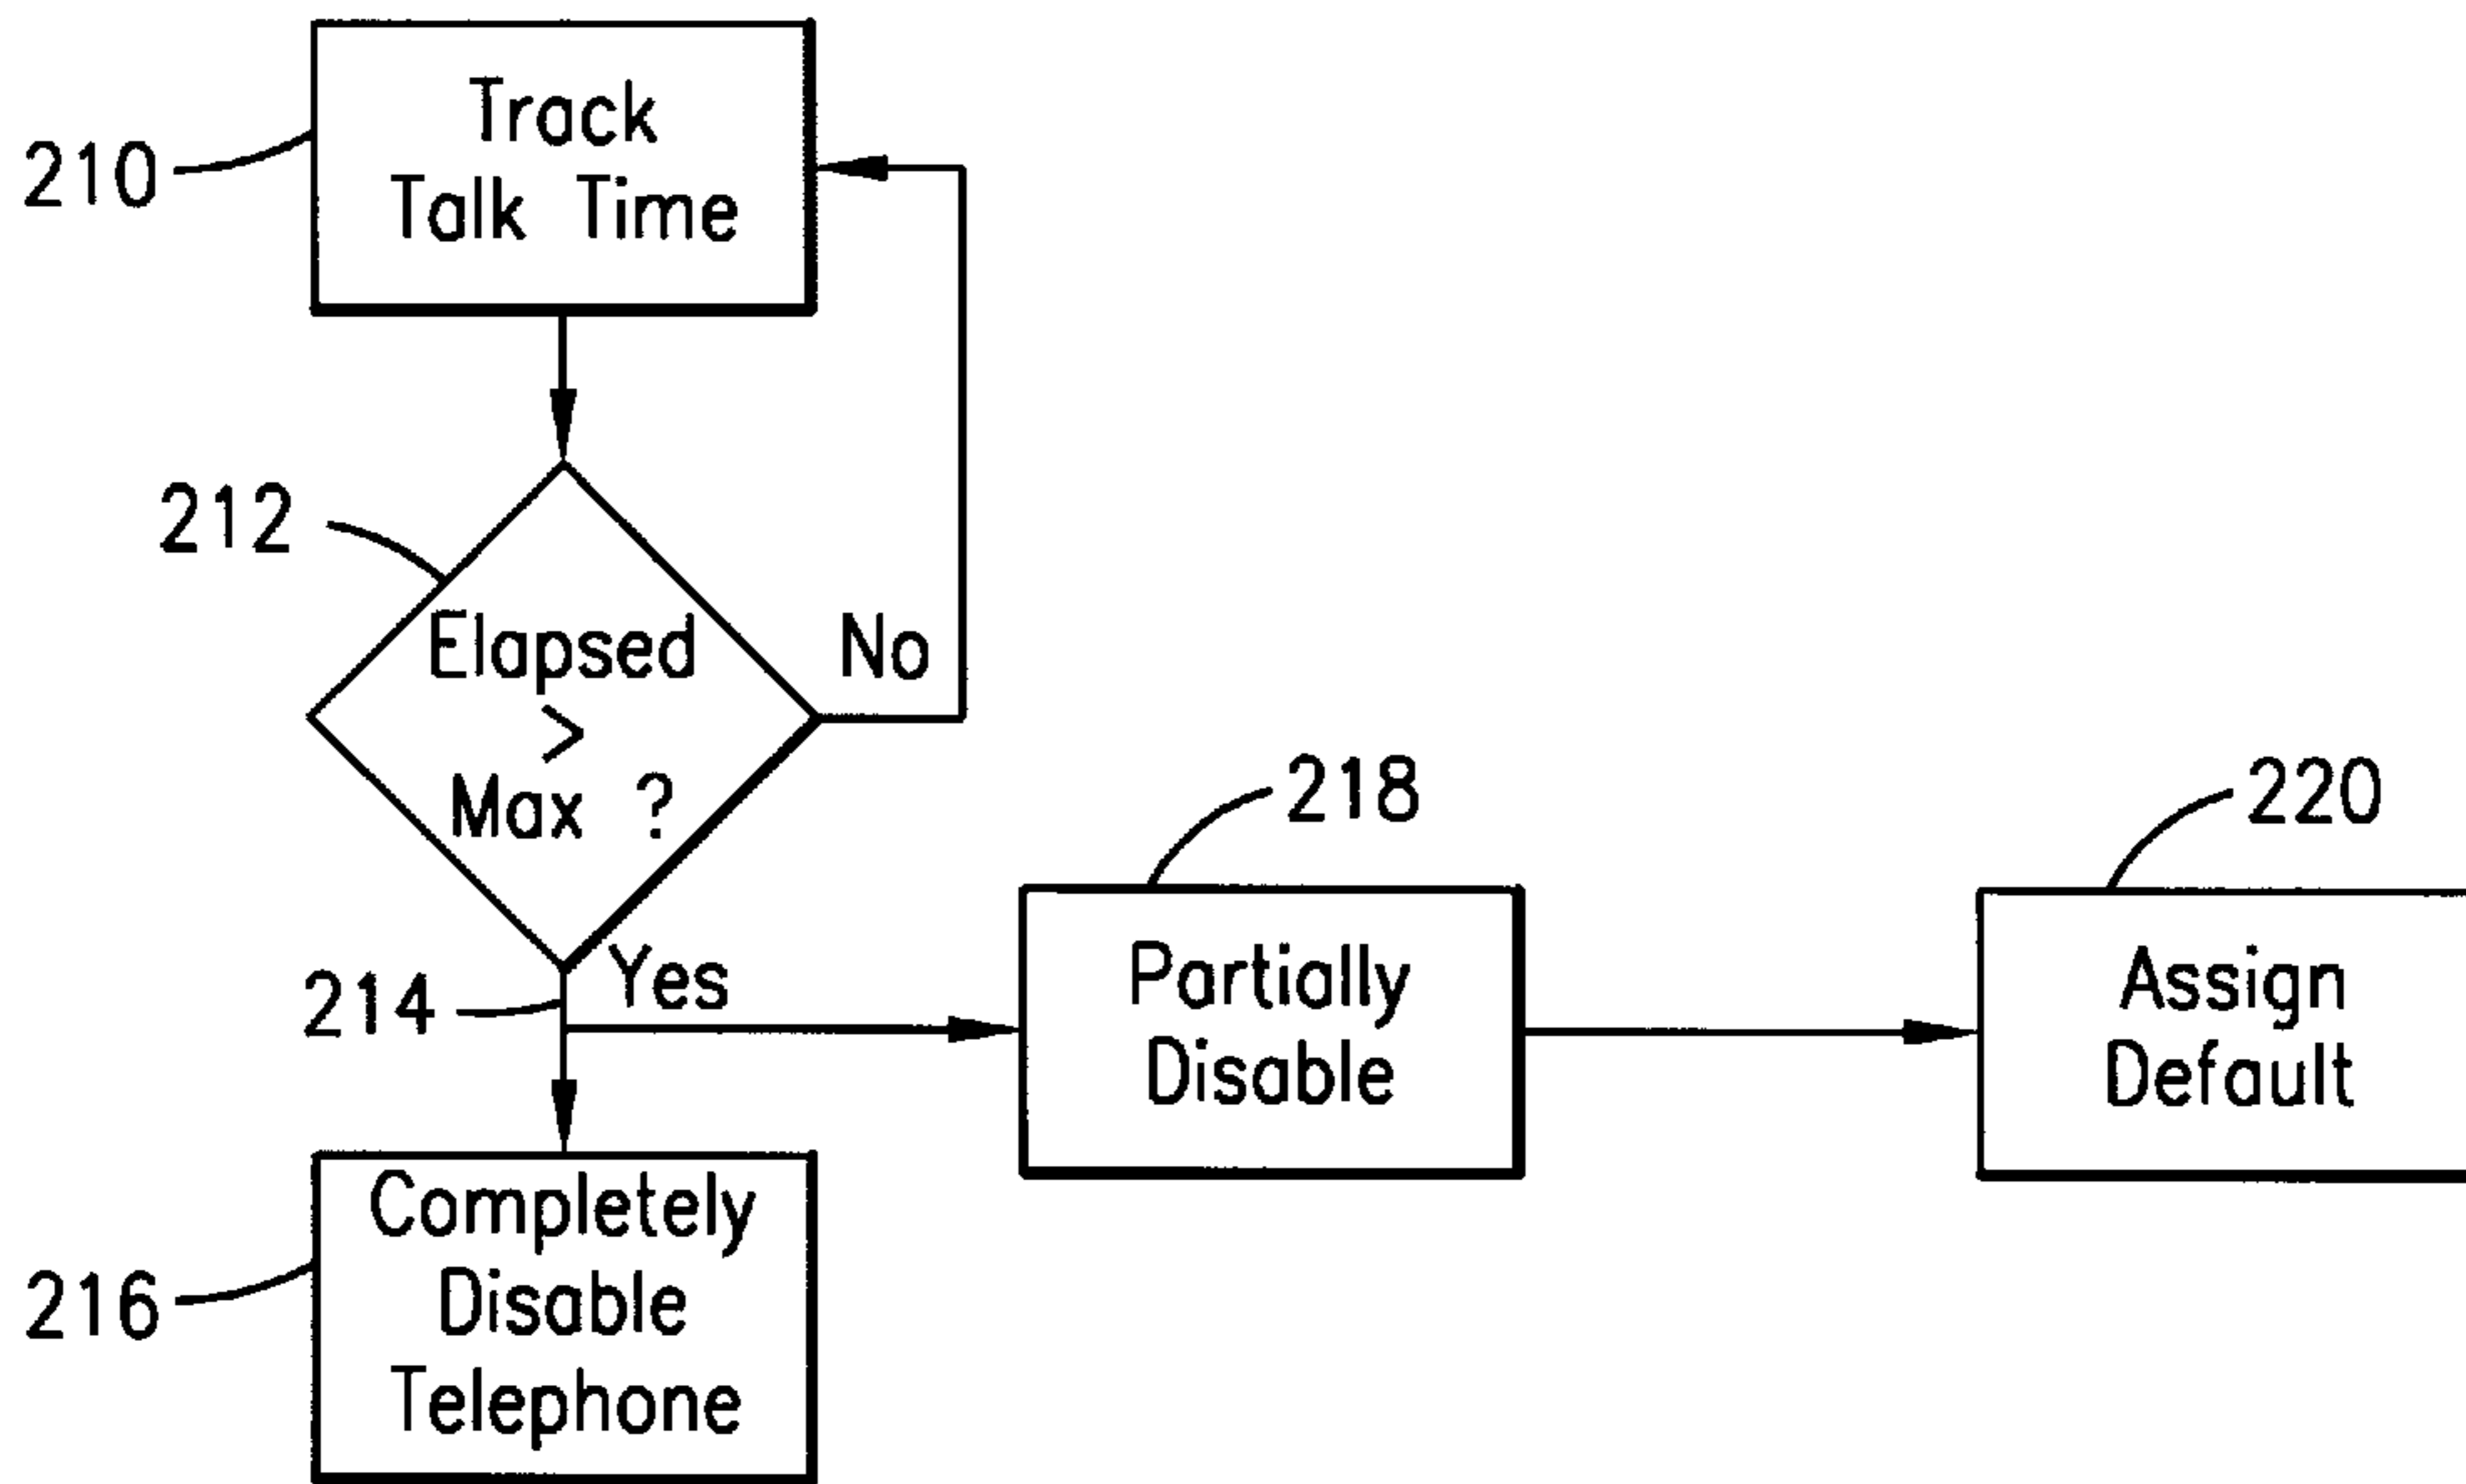 210
Track
Talk Time
212
Elapsed
>
Max ?
No
214
Yes
218
Partially
Disable
220
Assign
Default
216
Completely
Disable
Telephone